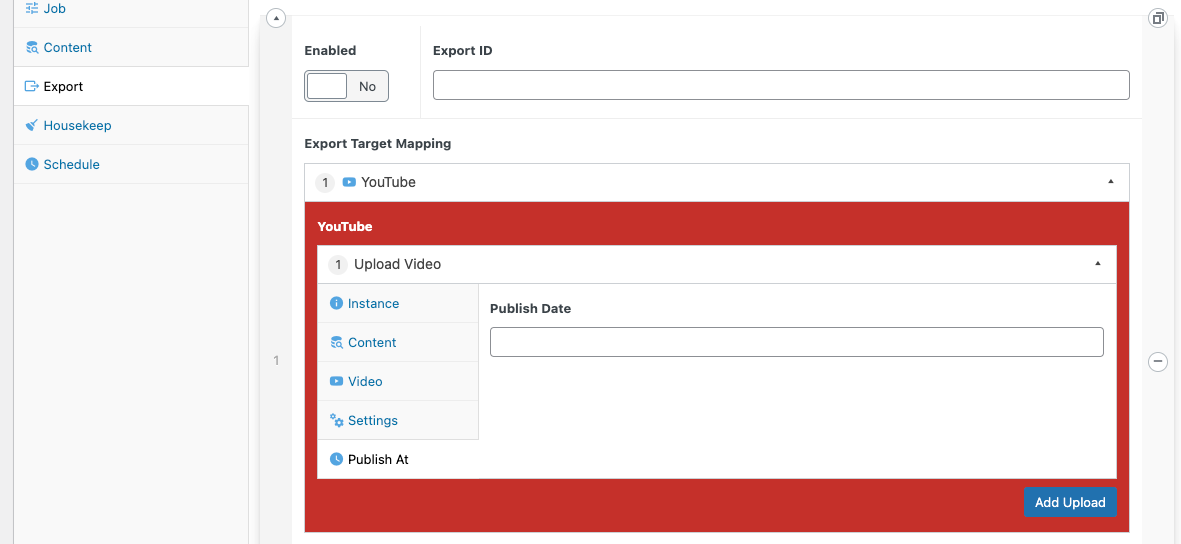 Job
Content
Export
Housekeep
Schedule
Enabled
Export ID
No
Export Target Mapping
1 YouTube
YouTube
1 Upload Video
Instance
Content
Video
Settings
Publish At
Publish Date
1
Add Upload